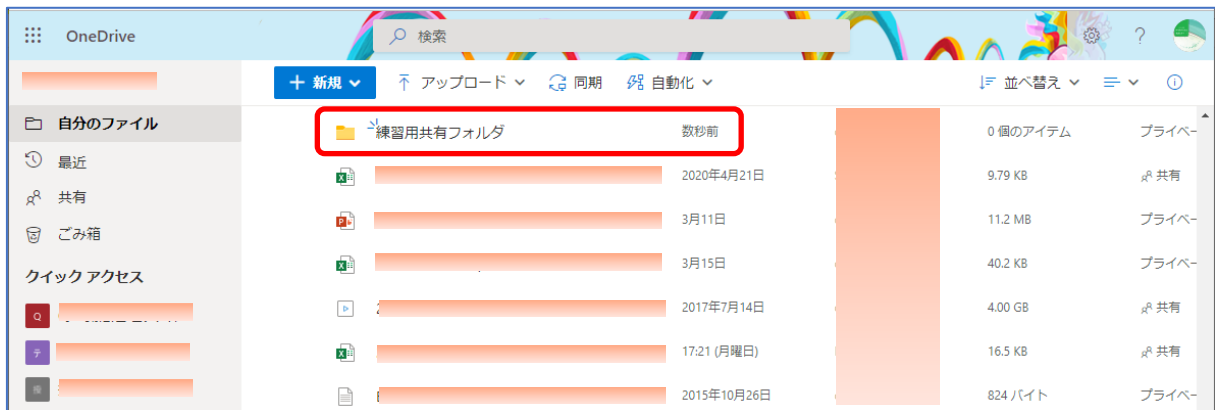 OneDrive
検索
?
新規
アップロード
同期
自動化
並べ替え
自分のファイル
練習用共有フォルダ 数秒前 0 個のアイテム プライベー
最近
2020年4月21日 9.79 KB 共有
共有
3月11日 11.2 MB プライベー
ごみ箱
3月15日 40.2 KB プライベー
クイック アクセス
Q
2017年7月14日 4.00 GB 共有
テ
17:21 (月曜日) 16.5 KB 共有
2015年10月26日 824 バイト プライベー